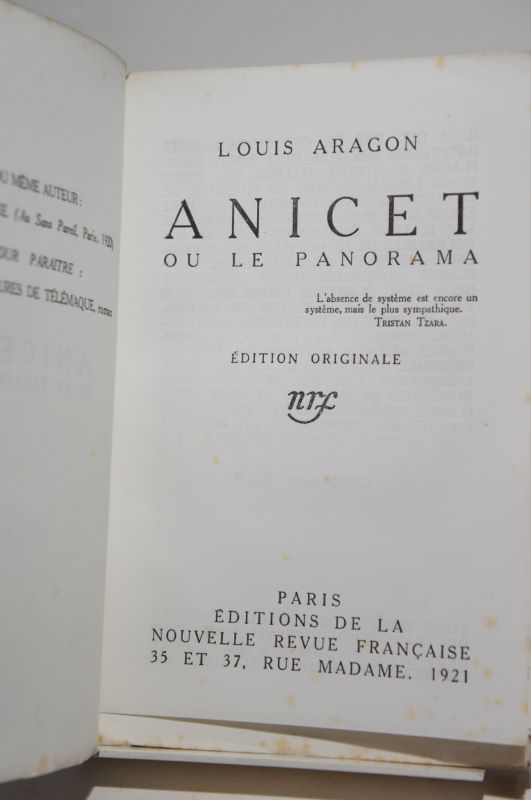 DU MÊME AUTEUR:
(Au Sans Pareil, Paris, 1920)
POUR PARAITRE :
DE TÉLÉMAQUE, roman
LOUIS ARAGON
ANICET
OU LE PANORAMA
L'absence de système est encore un
système, mais le plus sympathique.
TRISTAN TZARA.
ÉDITION ORIGINALE
nrf
PARIS
ÉDITIONS DE LA
NOUVELLE REVUE FRANÇAISE
35 ET 37, RUE MADAME. 1921